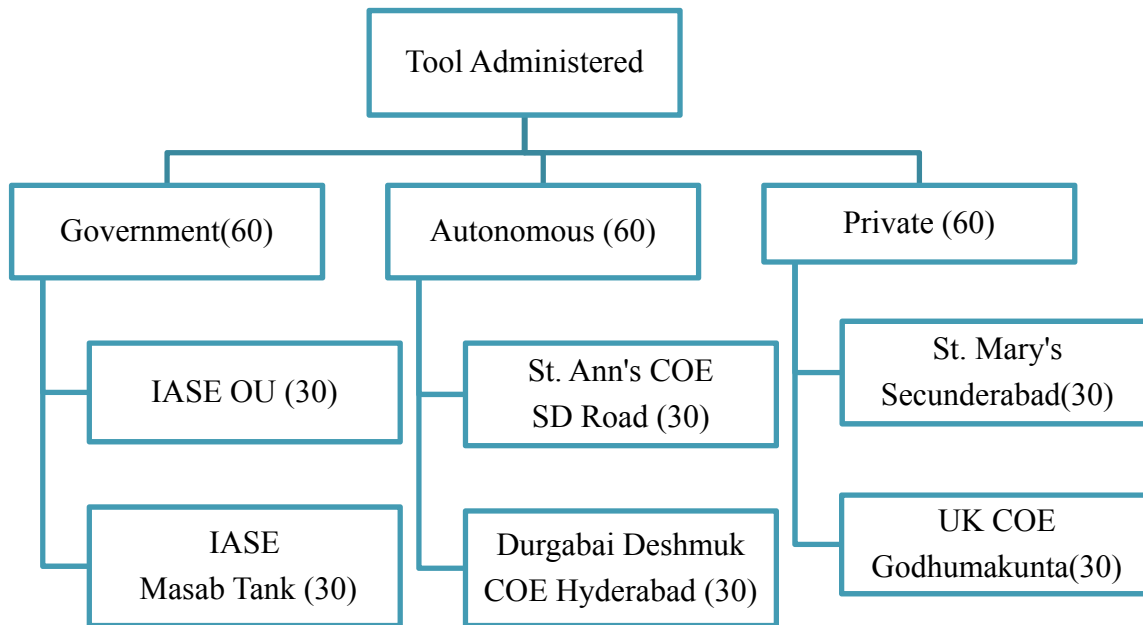 Tool Administered
Government(60)
Autonomous (60)
Private (60)
IASE OU (30)
IASE
Masab Tank (30)
St. Ann's COE
SD Road (30)
Durgabai Deshmuk
COE Hyderabad (30)
St. Mary's
Secunderabad(30)
UK COE
Godhumakunta(30)